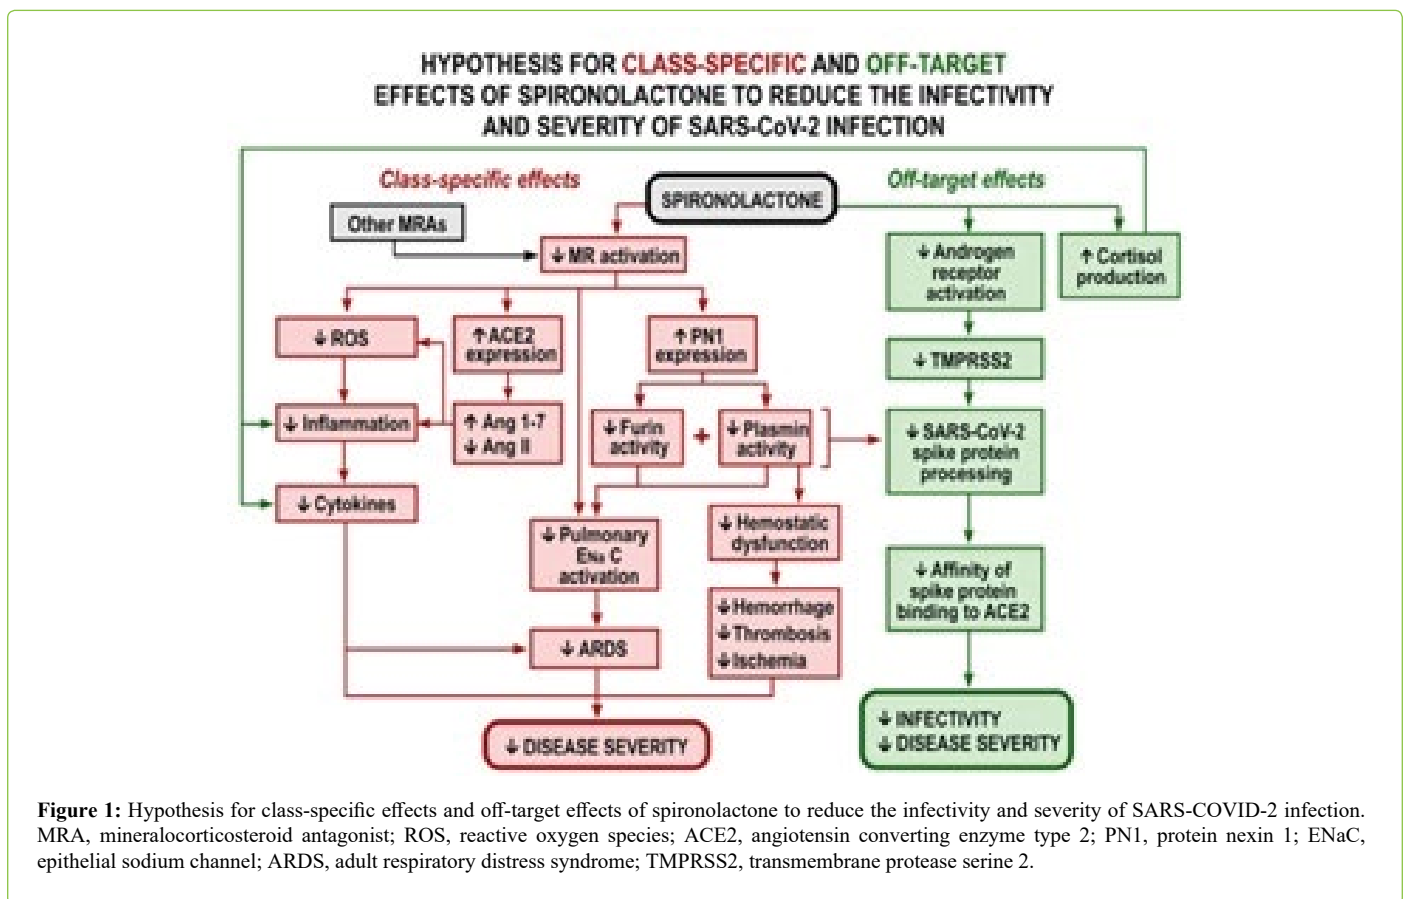 HYPOTHESIS FOR CLASS-SPECIFIC AND OFF-TARGET
EFFECTS OF SPIRONOLACTONE TO REDUCE THE INFECTIVITY
AND SEVERITY OF SARS-CoV-2 INFECTION
Class-specific effects
SPIRONOLACTONE
Off-target effects
Other MRAs
↓ MR activation
↓ Androgen
receptor
activation
↑ Cortisol
production
↓ ROS
↑ ACE2
expression
↑ PN1
expression
↓ TMPRSS2
↓ Inflammation
↑ Ang 1-7
↓ Ang II
↓ Furin
activity
+
↓ Plasmin
activity
↓ SARS-CoV-2
spike protein
processing
↓ Cytokines
↓ Pulmonary
ENa C
activation
↓ Hemostatic
dysfunction
↓ Affinity of
spike protein
binding to ACE2
↓ Hemorrhage
↓ Thrombosis
↓ Ischemia
↓ ARDS
↓ DISEASE SEVERITY
↓ INFECTIVITY
↓ DISEASE SEVERITY
Figure 1: Hypothesis for class-specific effects and off-target effects of spironolactone to reduce the infectivity and severity of SARS-COVID-2 infection.
MRA, mineralocorticosteroid antagonist; ROS, reactive oxygen species; ACE2, angiotensin converting enzyme type 2; PN1, protein nexin 1; ENaC,
epithelial sodium channel; ARDS, adult respiratory distress syndrome; TMPRSS2, transmembrane protease serine 2.